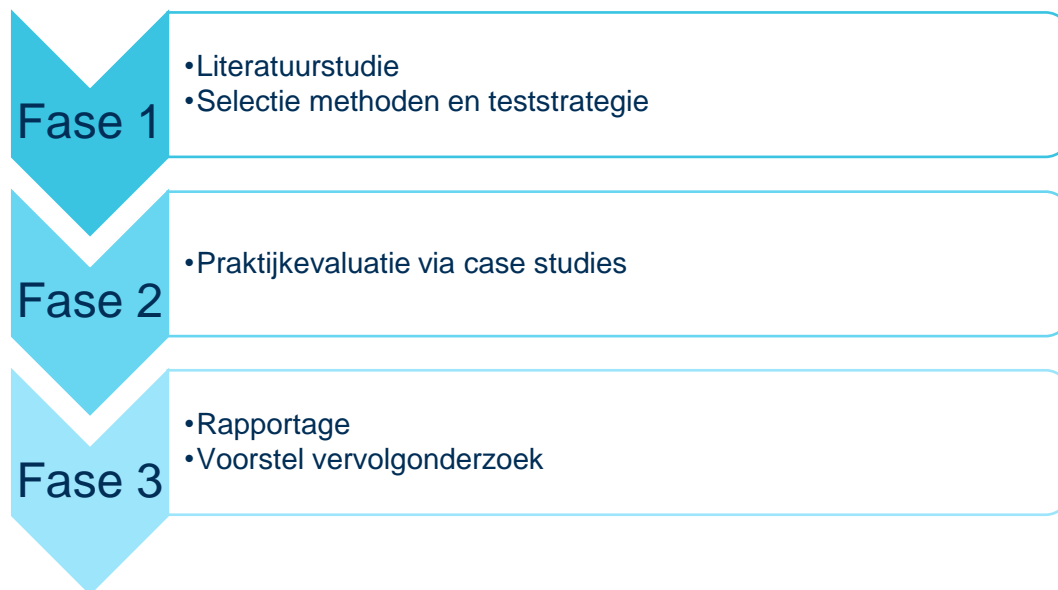 Fase 1
•Literatuurstudie
•Selectie methoden en teststrategie
Fase 2
•Praktijkevaluatie via case studies
Fase 3
•Rapportage
•Voorstel vervolgonderzoek